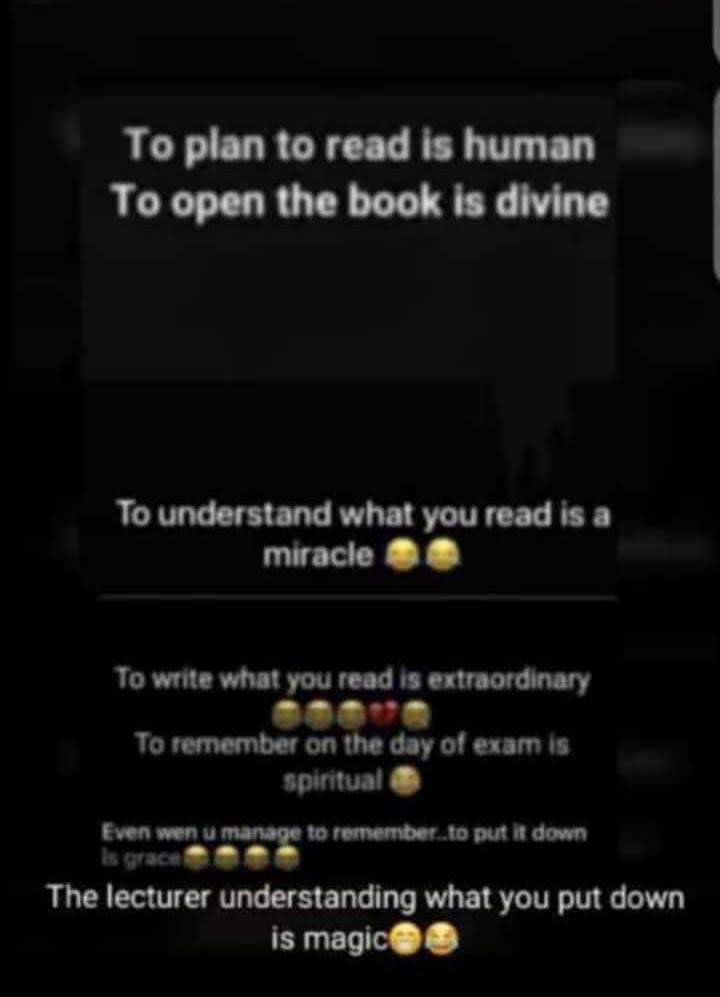 To plan to read is human
To open the book is divine
To understand what you read is a
miracle 😂😂
To write what you read is extraordinary
To remember on the day of exam is
spiritual
Even wen u manage to remember..to put it down
Is grace
The lecturer understanding what you put down
is magic😁😂